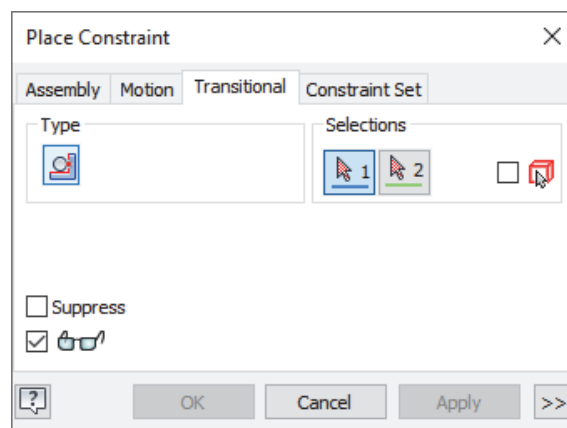 Place Constraint
Assembly Motion Transitional Constraint Set
Type Selections
1 2
Suppress
? OK Cancel Apply >>